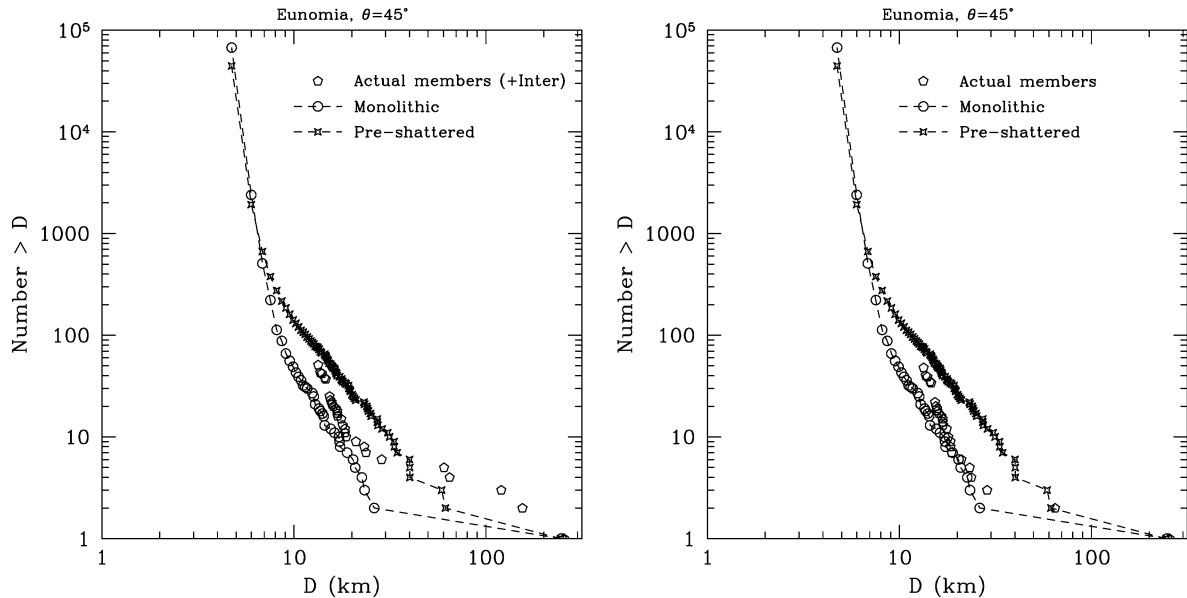 Eunomia, θ=45°
10⁵
10⁴
1000
100
10
1
Number > D
Actual members (+Inter)
Monolithic
Pre-shattered
1
10
100
D (km)
Eunomia, θ=45°
10⁵
10⁴
1000
100
10
1
Number > D
Actual members
Monolithic
Pre-shattered
1
10
100
D (km)